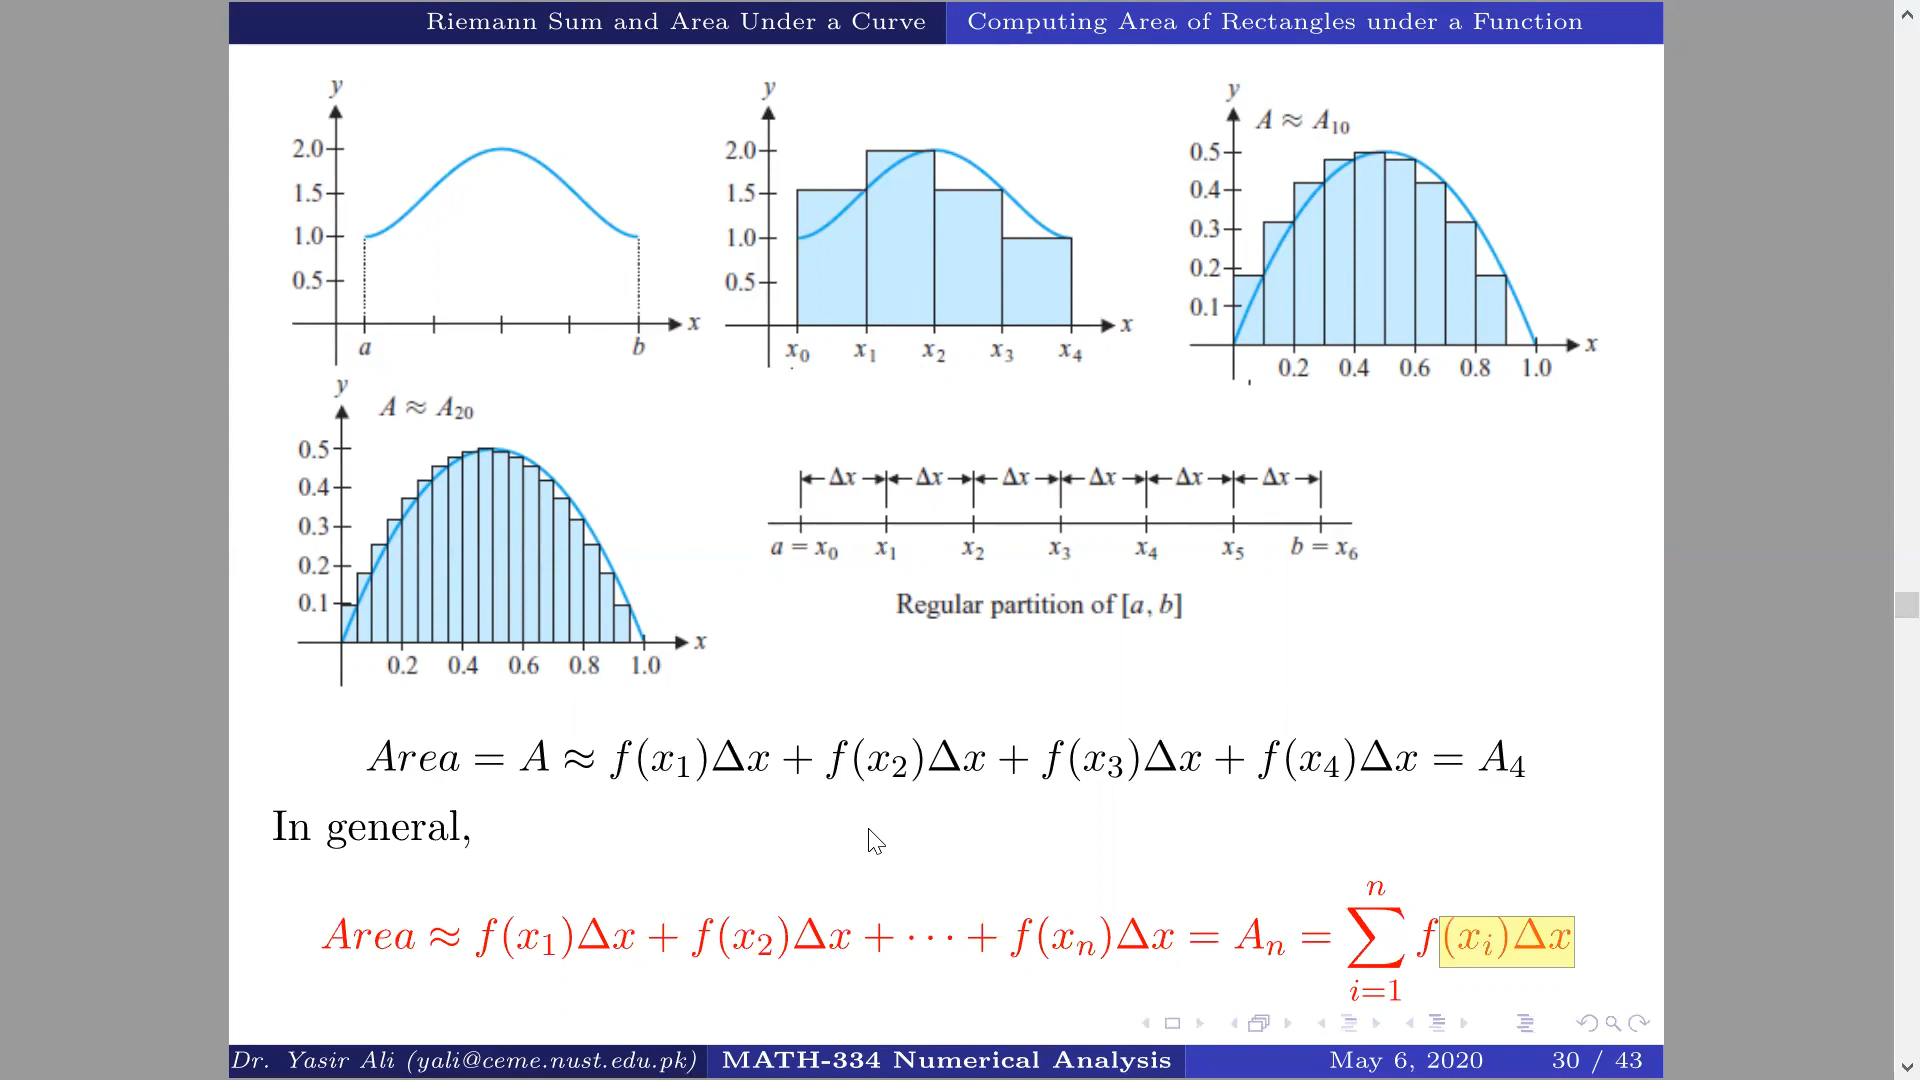 Riemann Sum and Area Under a Curve
Computing Area of Rectangles under a Function
y
2.0
1.5
1.0
0.5
a
b
x
y
2.0
1.5
1.0
0.5
x₀ x₁ x₂ x₃ x₄
x
y
A ≈ A₁₀
0.5
0.4
0.3
0.2
0.1
0.2 0.4 0.6 0.8 1.0
x
y
A ≈ A₂₀
0.5
0.4
0.3
0.2
0.1
0.2 0.4 0.6 0.8 1.0
x
Δx Δx Δx Δx Δx Δx
a = x₀ x₁ x₂ x₃ x₄ x₅ b = x₆
Regular partition of [a, b]
Area = A ≈ f(x₁)Δx + f(x₂)Δx + f(x₃)Δx + f(x₄)Δx = A₄
In general,
Area ≈ f(x₁)Δx + f(x₂)Δx + ··· + f(xₙ)Δx = Aₙ = ∑ⁿᵢ₌₁ f(xᵢ)Δx
Dr. Yasir Ali (yali@ceme.nust.edu.pk)
MATH-334 Numerical Analysis
May 6, 2020
30 / 43